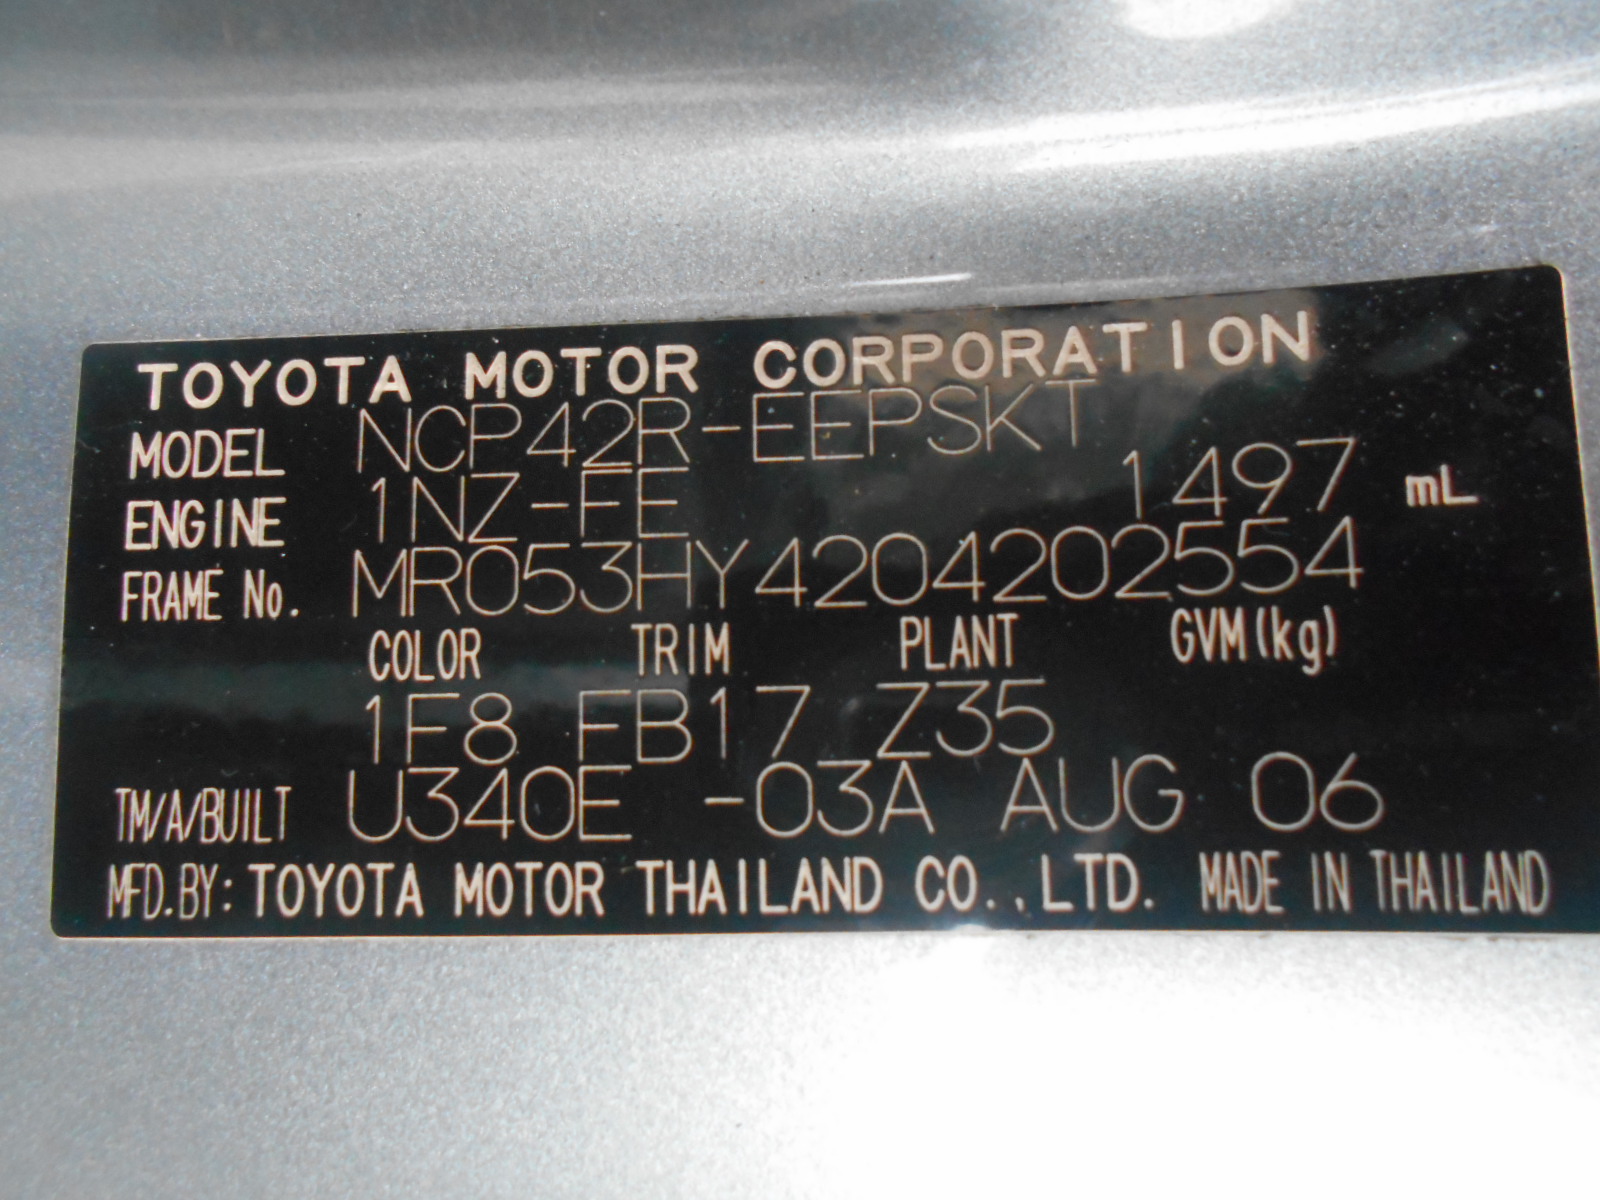 TOYOTA MOTOR CORPORATION
MODEL NCP42R-EEPSKT
ENGINE 1NZ-FE 1497 mL
FRAME No. MR053HY4204202554
COLOR TRIM PLANT GVM(kg)
1F8 FB17 Z35
TM/A/BUILT U340E -03A AUG 06
MFD.BY: TOYOTA MOTOR THAILAND CO.,LTD. MADE IN THAILAND